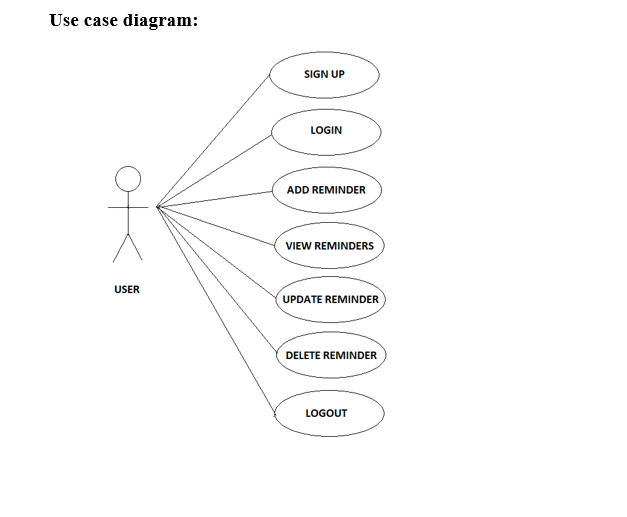 Use case diagram:
SIGN UP
LOGIN
ADD REMINDER
VIEW REMINDERS
USER
UPDATE REMINDER
DELETE REMINDER
LOGOUT